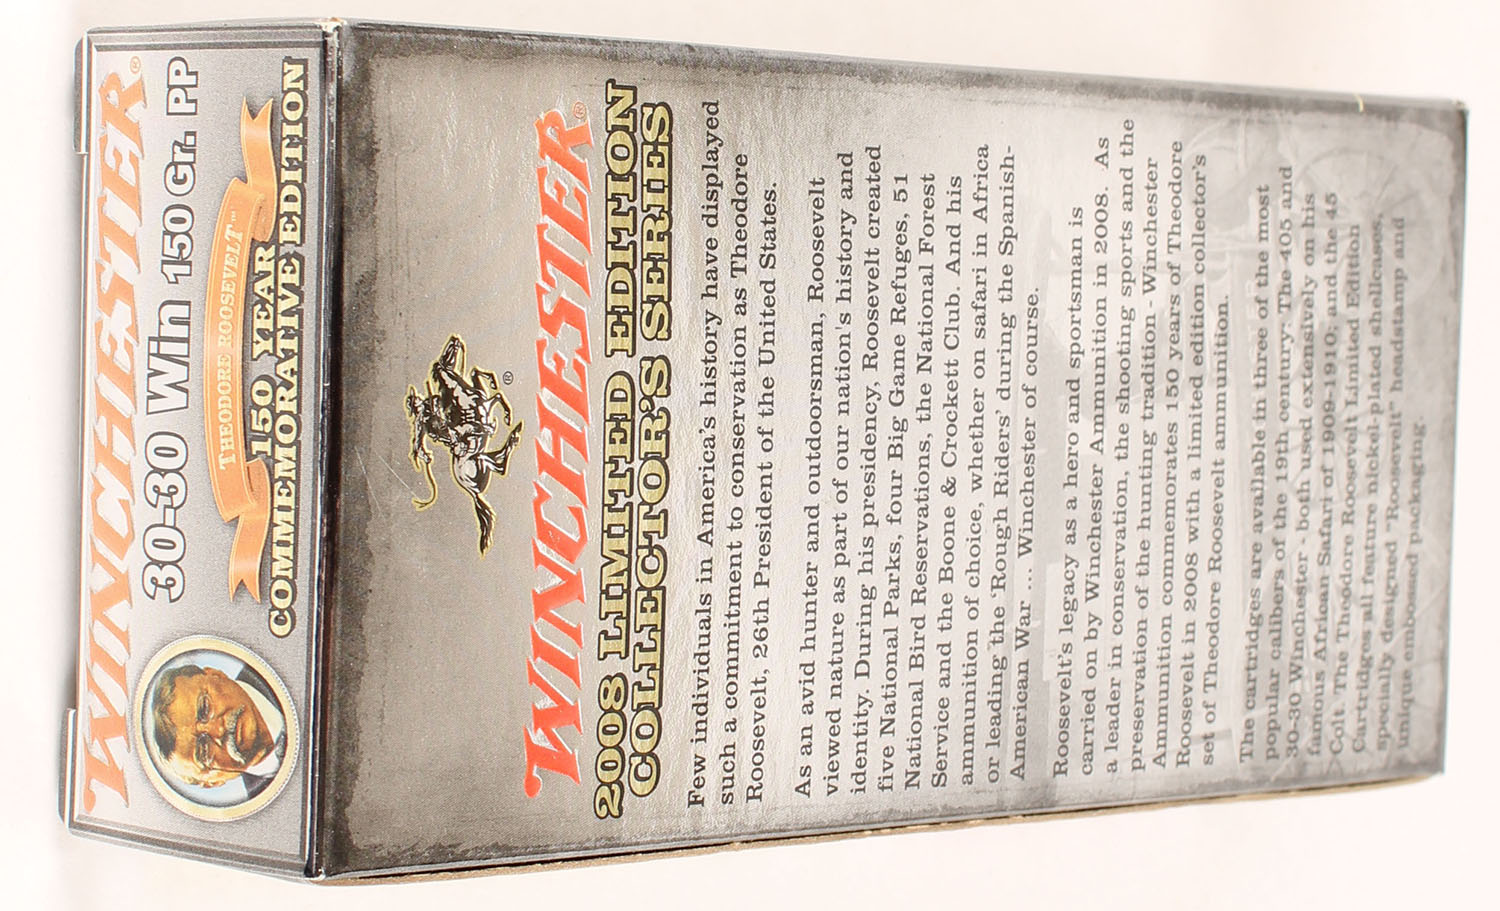 WINCHESTER®
30-30 Win 150 Gr. PP
THEODORE ROOSEVELT™
150 YEAR
COMMEMORATIVE EDITION
®
WINCHESTER®
2008 LIMITED EDITION
COLLECTOR'S SERIES
Few individuals in America's history have displayed
such a commitment to conservation as Theodore
Roosevelt, 26th President of the United States.
As an avid hunter and outdoorsman, Roosevelt
viewed nature as part of our nation's history and
identity. During his presidency, Roosevelt created
five National Parks, four Big Game Refuges, 51
National Bird Reservations, the National Forest
Service and the Boone & Crockett Club. And his
ammunition of choice, whether on safari in Africa
or leading the 'Rough Riders' during the Spanish-
American War ... Winchester of course.
Roosevelt's legacy as a hero and sportsman is
carried on by Winchester Ammunition in 2008. As
a leader in conservation, the shooting sports and the
preservation of the hunting tradition - Winchester
Ammunition commemorates 150 years of Theodore
Roosevelt in 2008 with a limited edition collector's
set of Theodore Roosevelt ammunition.
The cartridges are available in three of the most
popular calibers of the 19th century: The 405 and
30-30 Winchester - both used extensively on his
famous African Safari of 1909-1910; and the 45
Colt. The Theodore Roosevelt Limited Edition
Cartridges all feature nickel-plated shellcases,
specially designed "Roosevelt" headstamp and
unique embossed packaging.